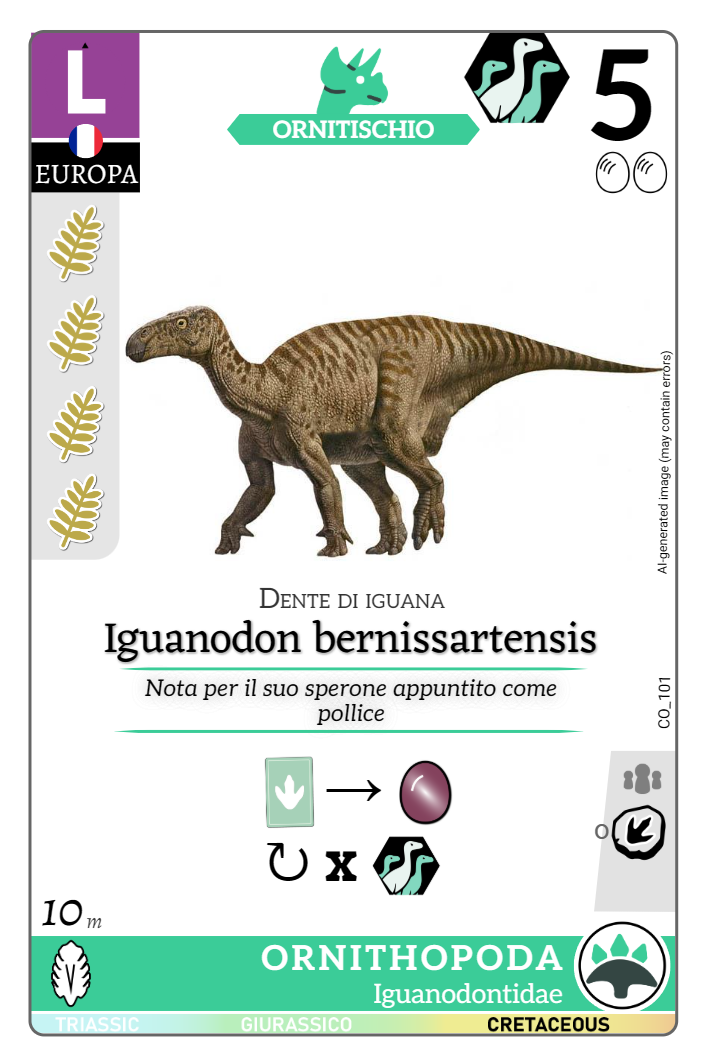 L
EUROPA
ORNITISCHIO
5
AI-generated image (may contain errors)
DENTE DI IGUANA
Iguanodon bernissartensis
Nota per il suo sperone appuntito come
pollice
CO_101
x
O
10 m
ORNITHOPODA
Iguanodontidae
TRIASSIC
GIURASSICO
CRETACEOUS